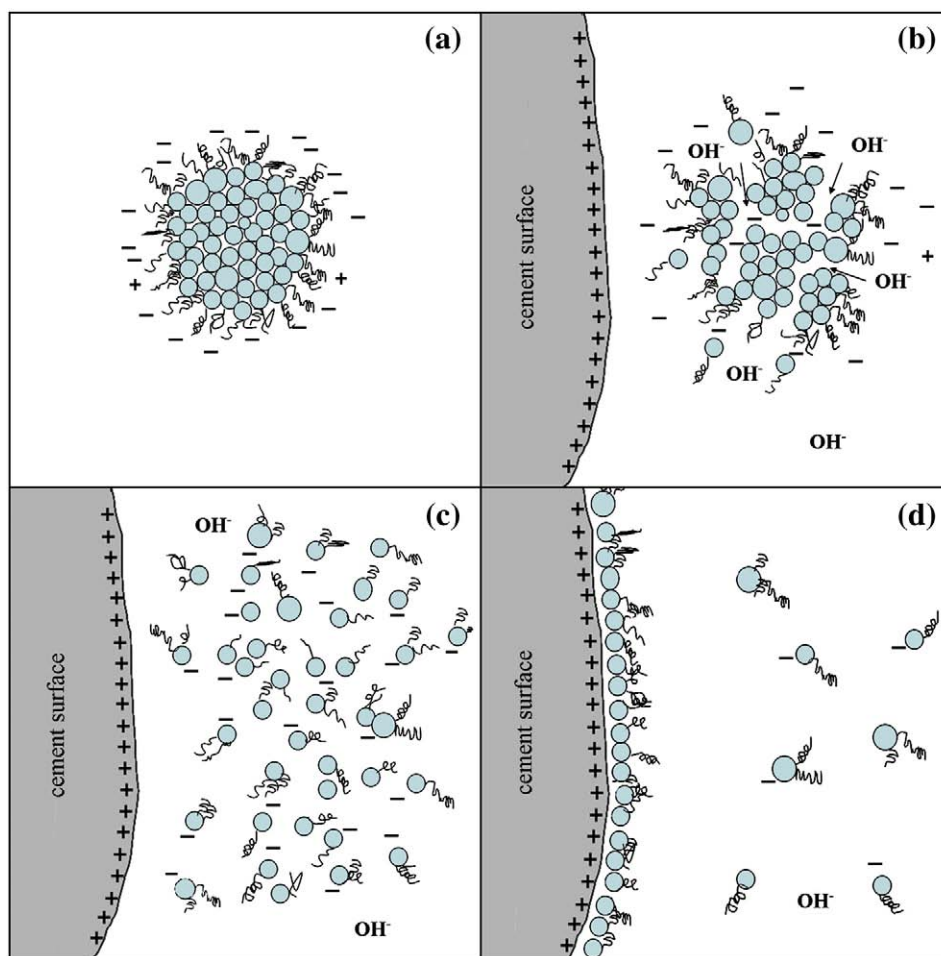 (a)
(b)
OH⁻
OH⁻
OH⁻
OH⁻
OH⁻
cement surface
(c)
OH⁻
OH⁻
cement surface
(d)
OH⁻
cement surface